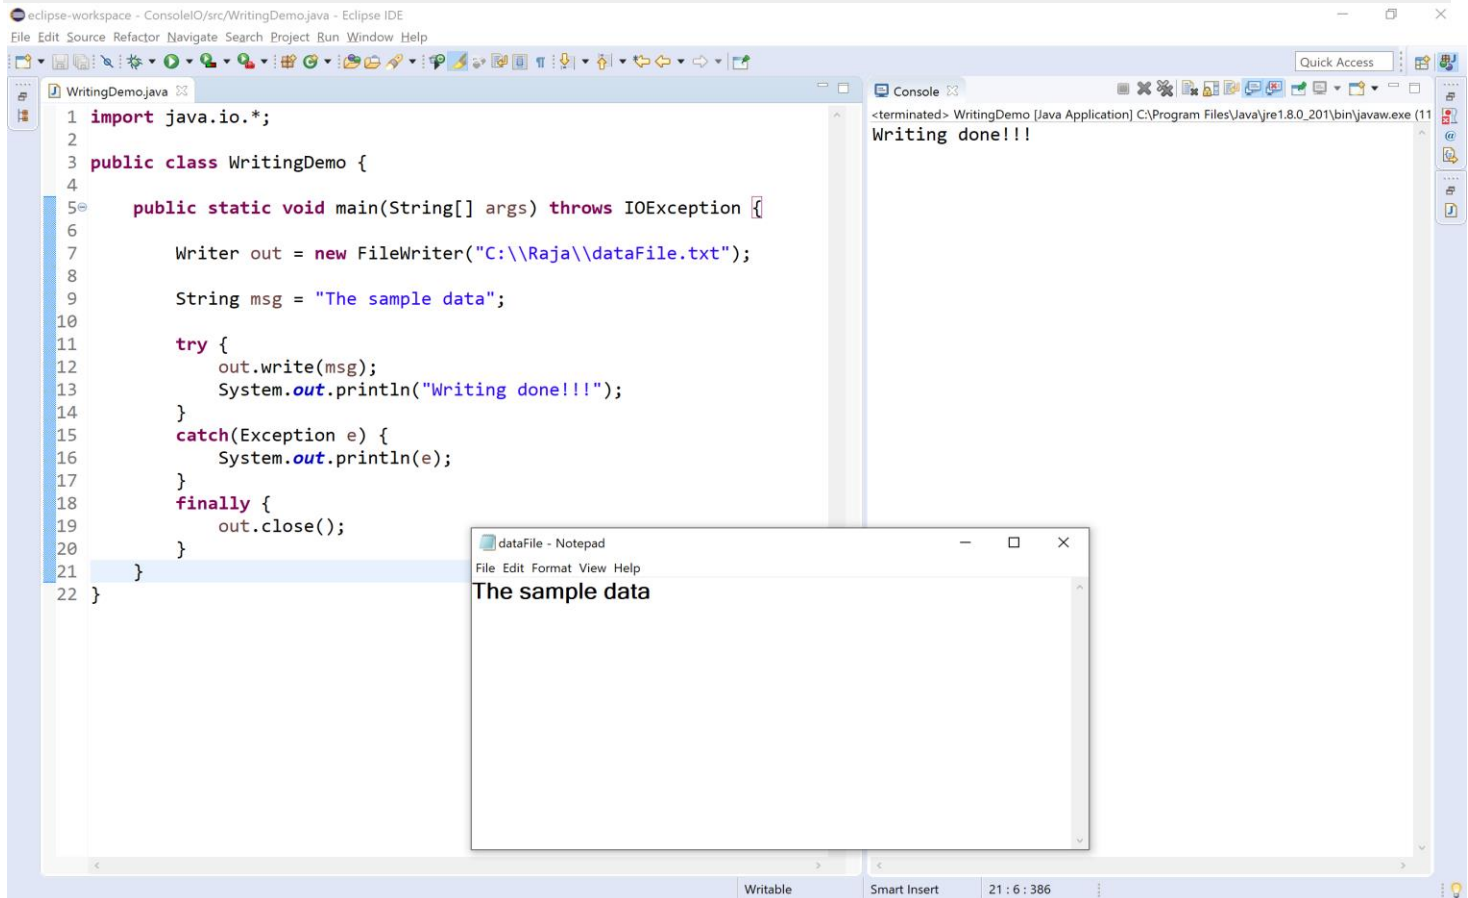 eclipse-workspace - ConsoleIO/src/WritingDemo.java - Eclipse IDE
File Edit Source Refactor Navigate Search Project Run Window Help
Quick Access
WritingDemo.java
1 import java.io.*;
2
3 public class WritingDemo {
4
5 public static void main(String[] args) throws IOException {
6
7 Writer out = new FileWriter("C:\\Raja\\dataFile.txt");
8
9 String msg = "The sample data";
10
11 try {
12 out.write(msg);
13 System.out.println("Writing done!!!");
14 }
15 catch(Exception e) {
16 System.out.println(e);
17 }
18 finally {
19 out.close();
20 }
21 }
22 }
Console
<terminated> WritingDemo [Java Application] C:\Program Files\Java\jre1.8.0_201\bin\javaw.exe (11
Writing done!!!
dataFile - Notepad
File Edit Format View Help
The sample data
Writable
Smart Insert
21 : 6 : 386